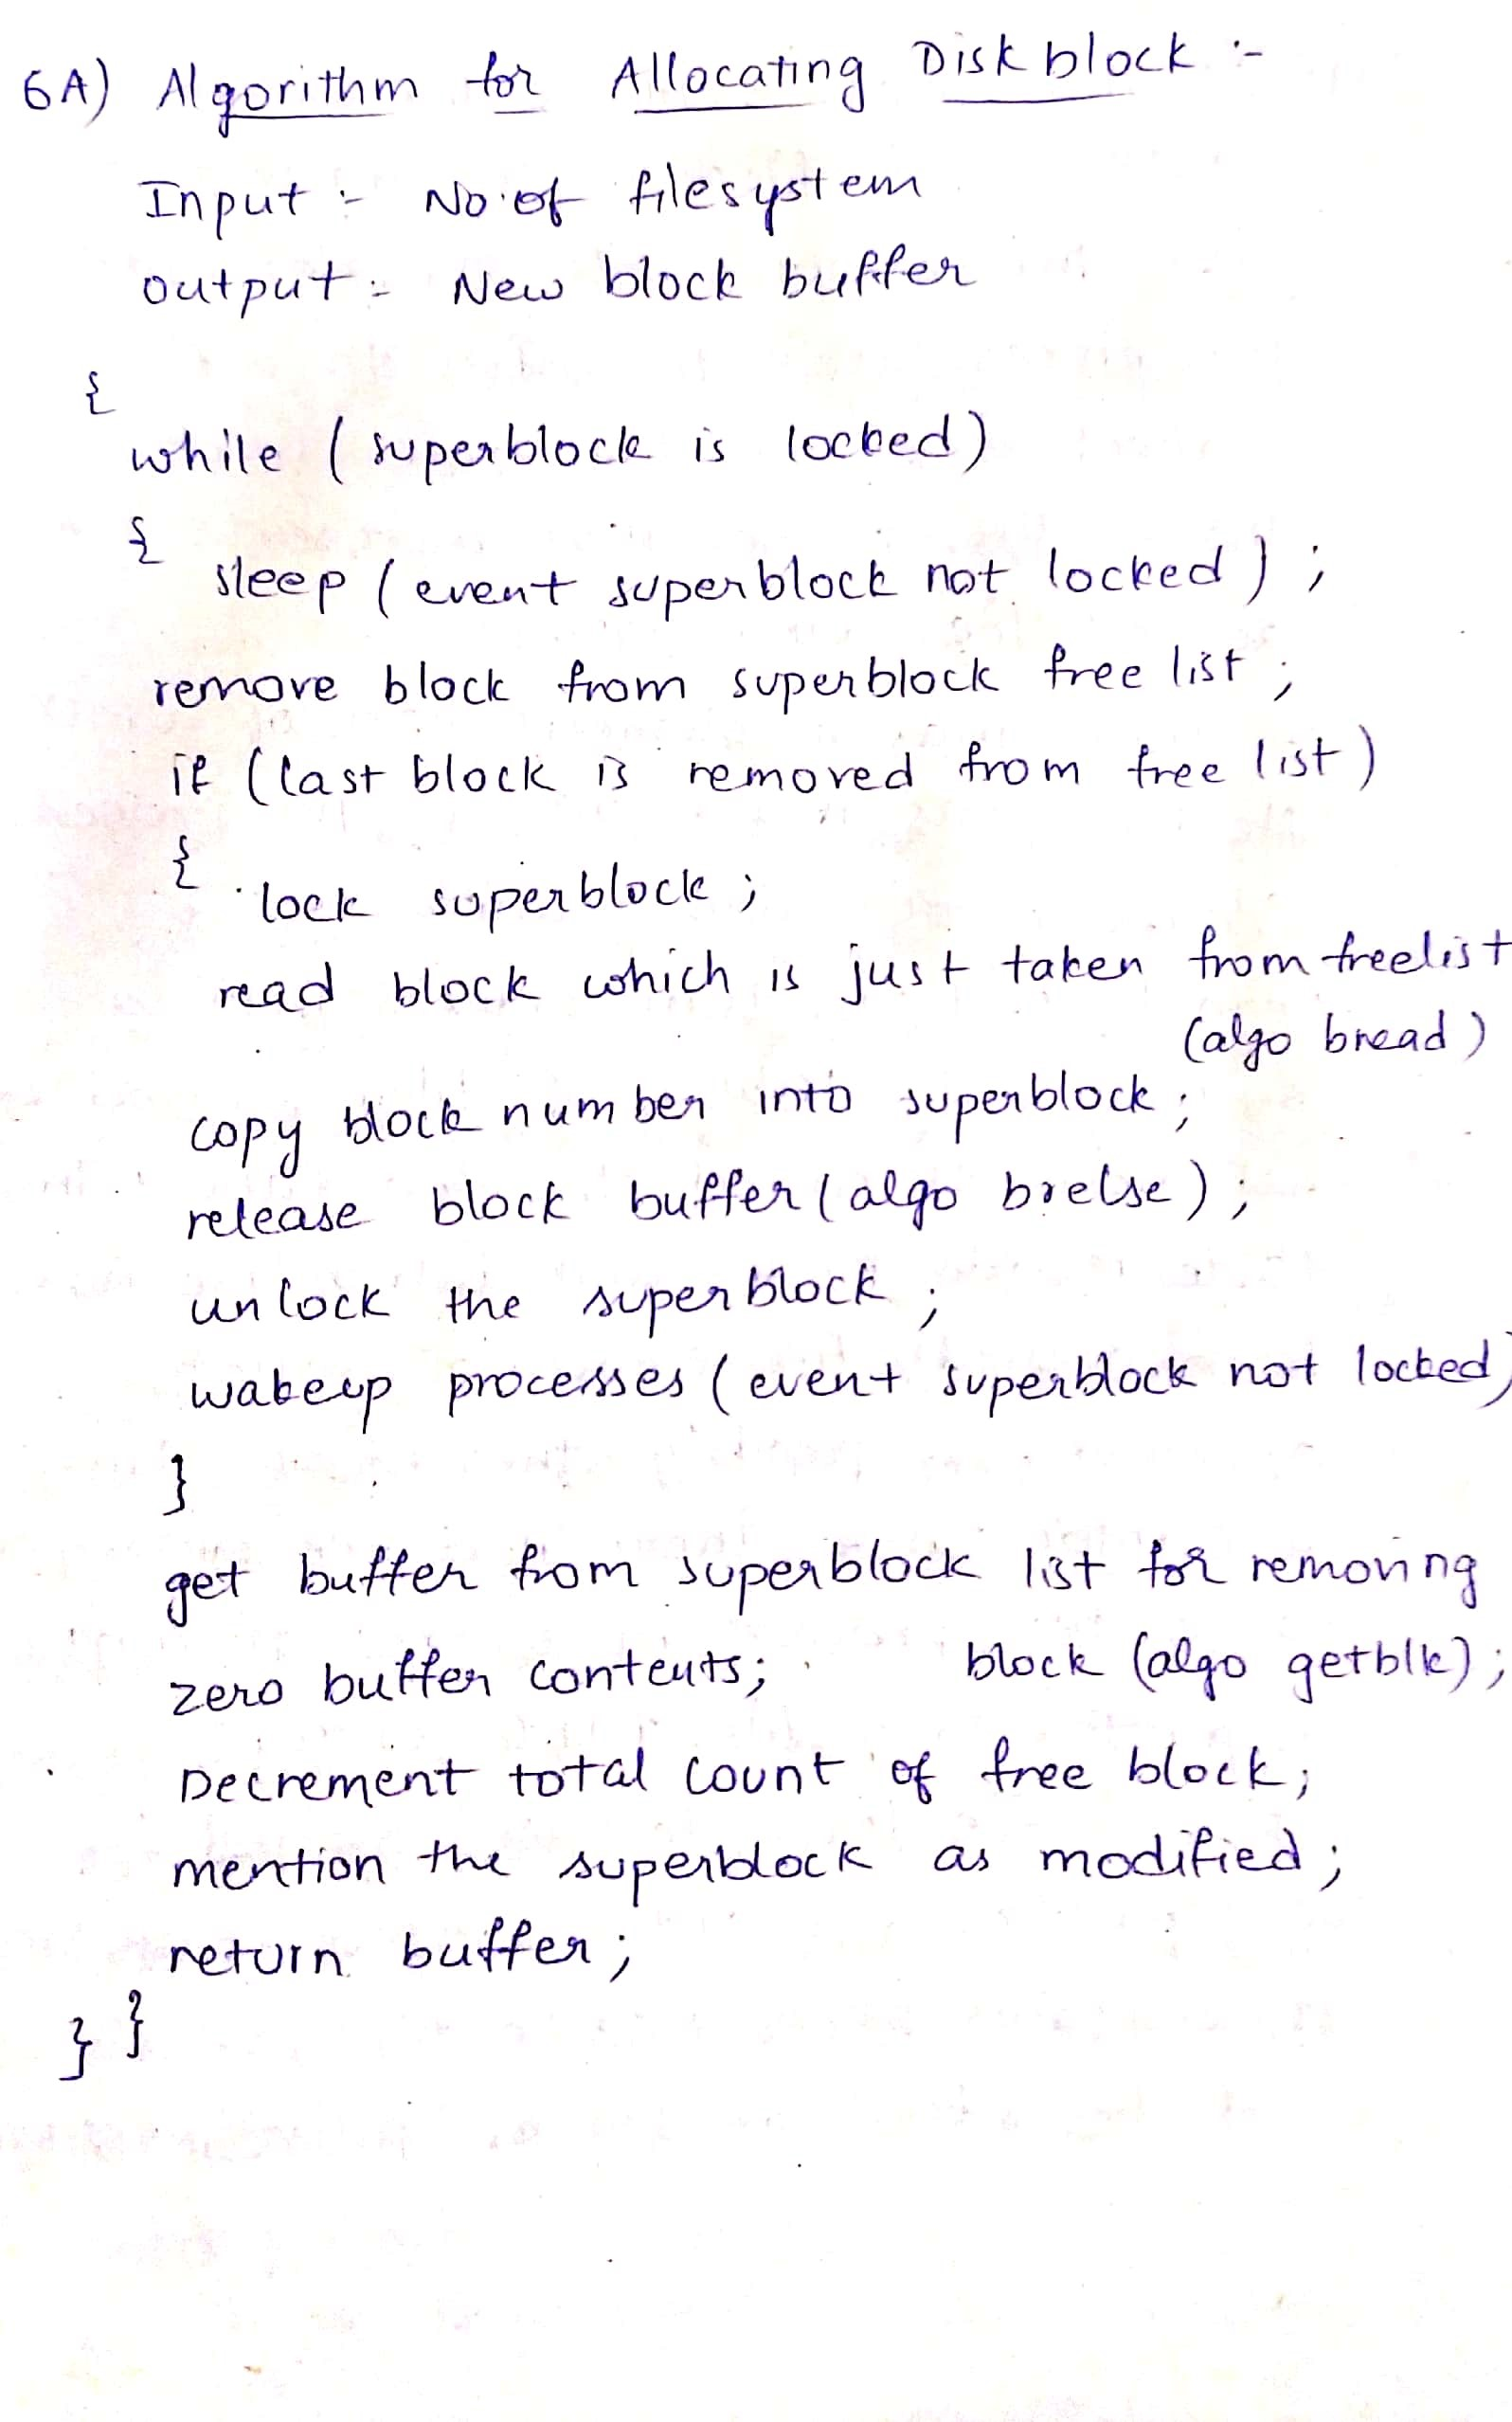 6A) Algorithm for Allocating Disk block :-
Input :- No. of filesystem
output :- New block buffer
{
while ( superblock is locked)
{
sleep ( event superblock not locked ) ;
remove block from superblock free list ;
if ( last block is removed from free list )
{
lock superblock ;
read block which is just taken from freelist
(algo bread )
copy block number into superblock ;
release block buffer ( algo brelse ) ;
unlock the superblock ;
wakeup processes ( event superblock not locked)
}
get buffer from superblock list for removing
block (algo getblk) ;
zero buffer contents;
Decrement total count of free block;
mention the superblock as modified ;
return buffer ;
} }